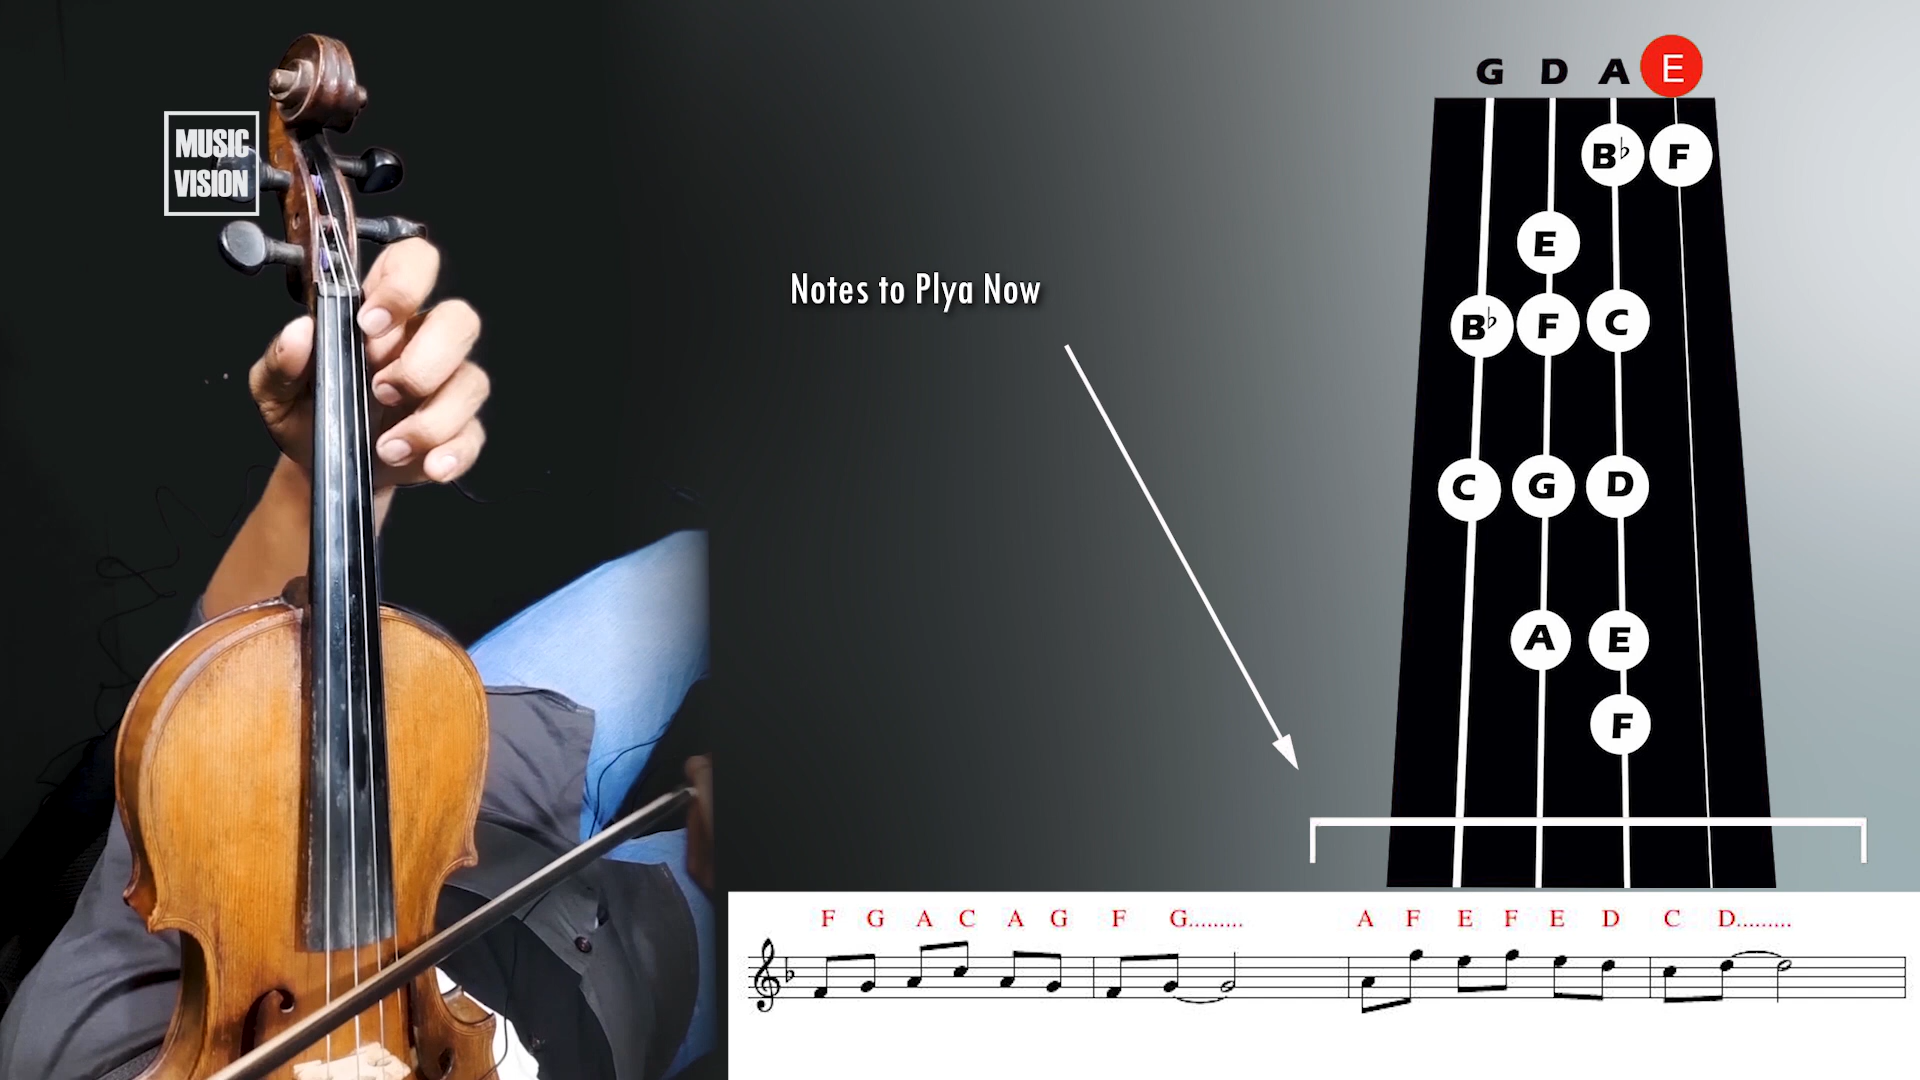 MUSIC
VISION
Notes to Plya Now
G D A E
B♭ F
E
B♭ F C
C G D
A E
F
F G A C A G F G......... A F E F E D C D.........